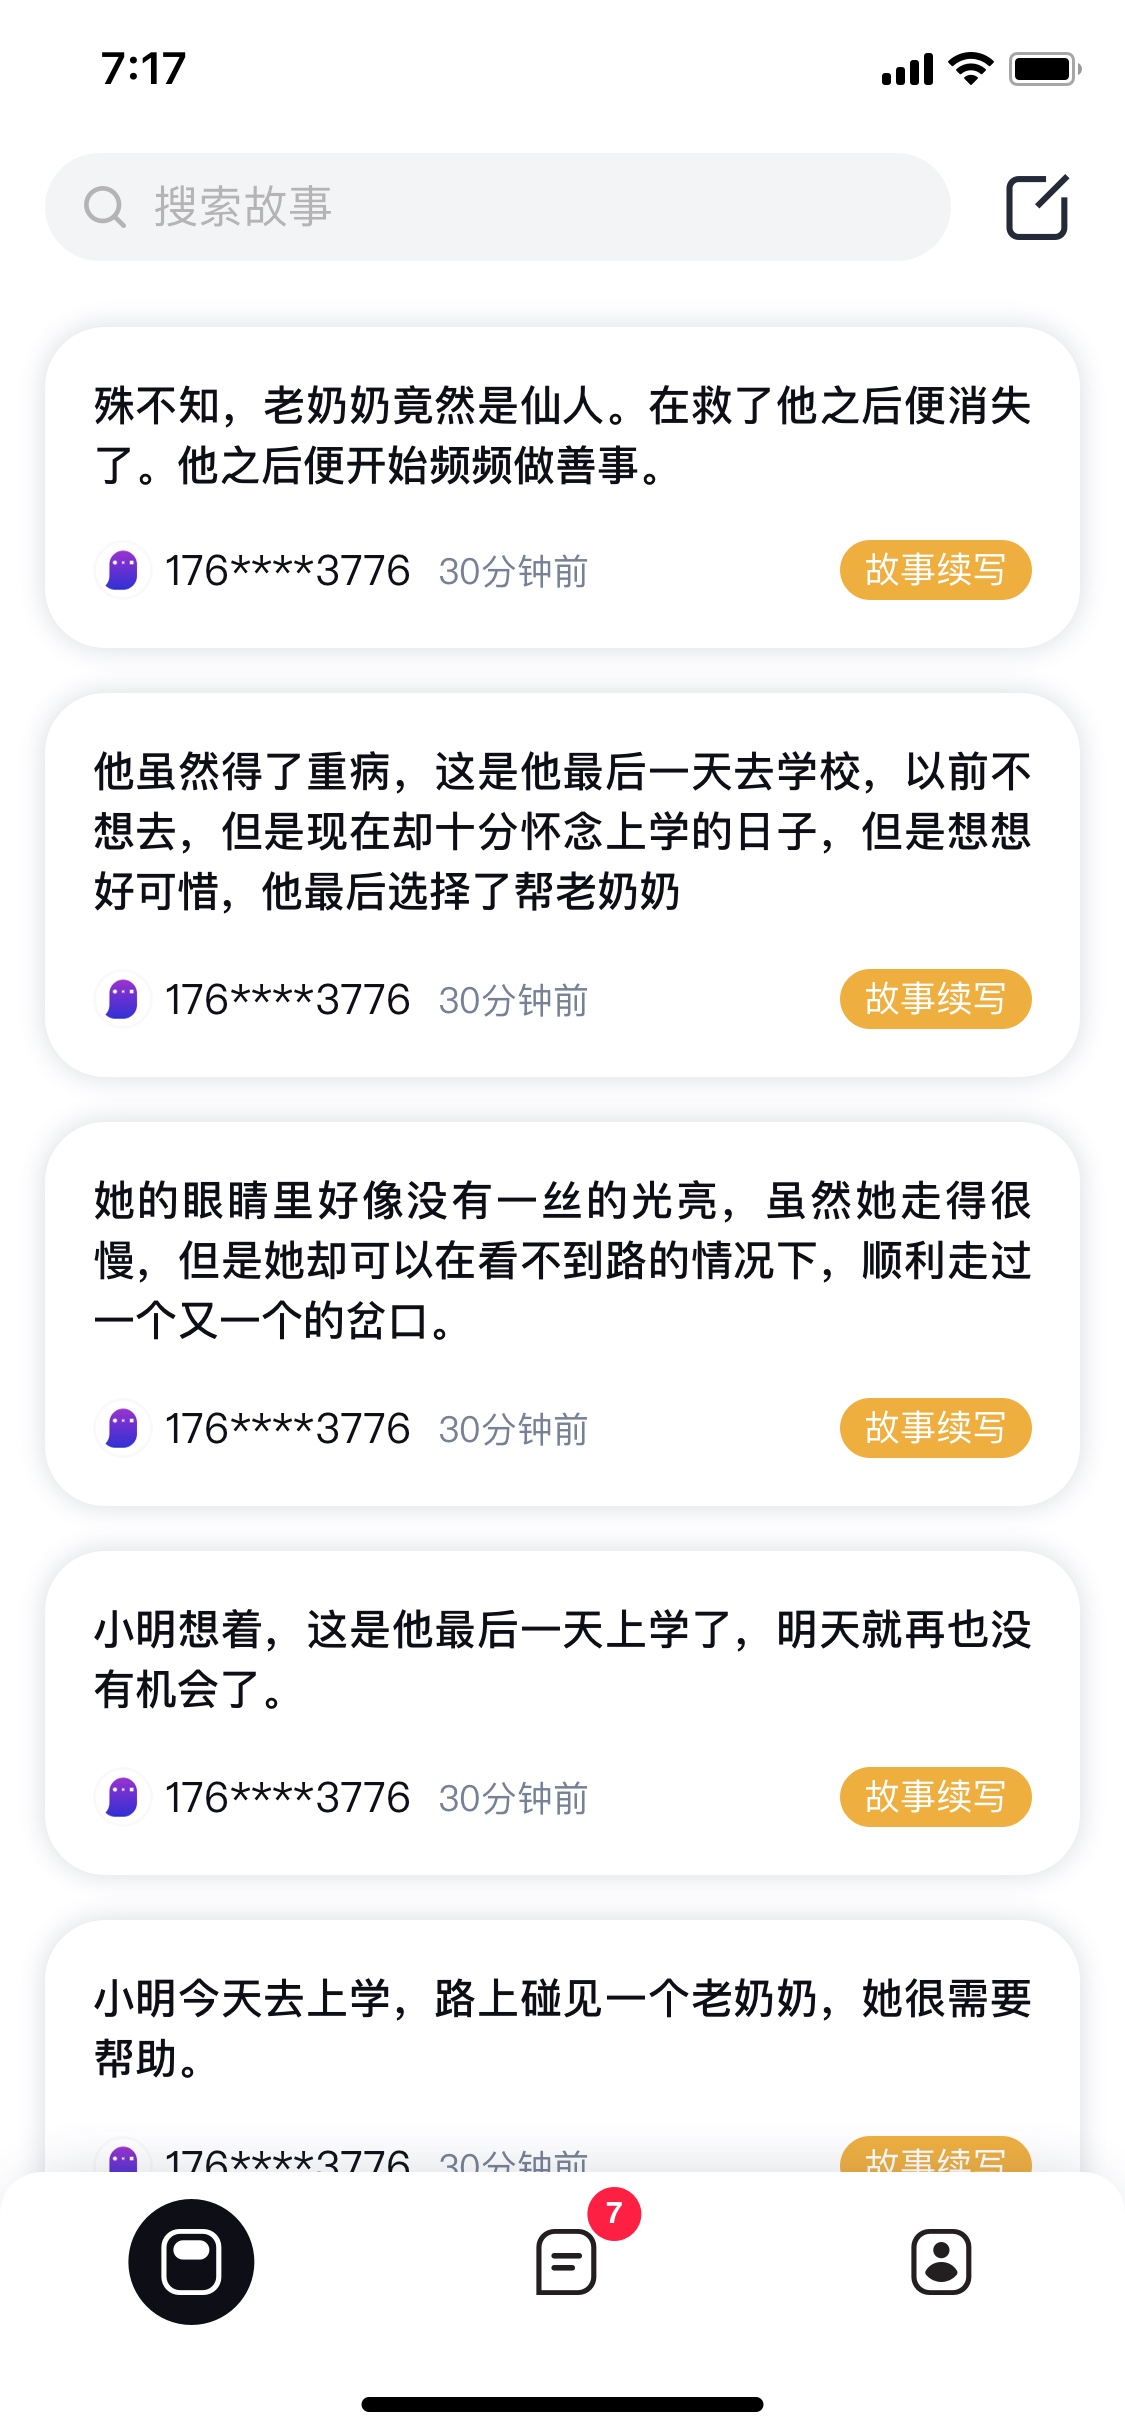 7:17
搜索故事
殊不知，老奶奶竟然是仙人。在救了他之后便消失
了。他之后便开始频频做善事。
176****3776 30分钟前 故事续写
他虽然得了重病，这是他最后一天去学校，以前不
想去，但是现在却十分怀念上学的日子，但是想想
好可惜，他最后选择了帮老奶奶
176****3776 30分钟前 故事续写
她的眼睛里好像没有一丝的光亮，虽然她走得很
慢，但是她却可以在看不到路的情况下，顺利走过
一个又一个的岔口。
176****3776 30分钟前 故事续写
小明想着，这是他最后一天上学了，明天就再也没
有机会了。
176****3776 30分钟前 故事续写
小明今天去上学，路上碰见一个老奶奶，她很需要
帮助。
176****3776 30分钟前 故事续写
7